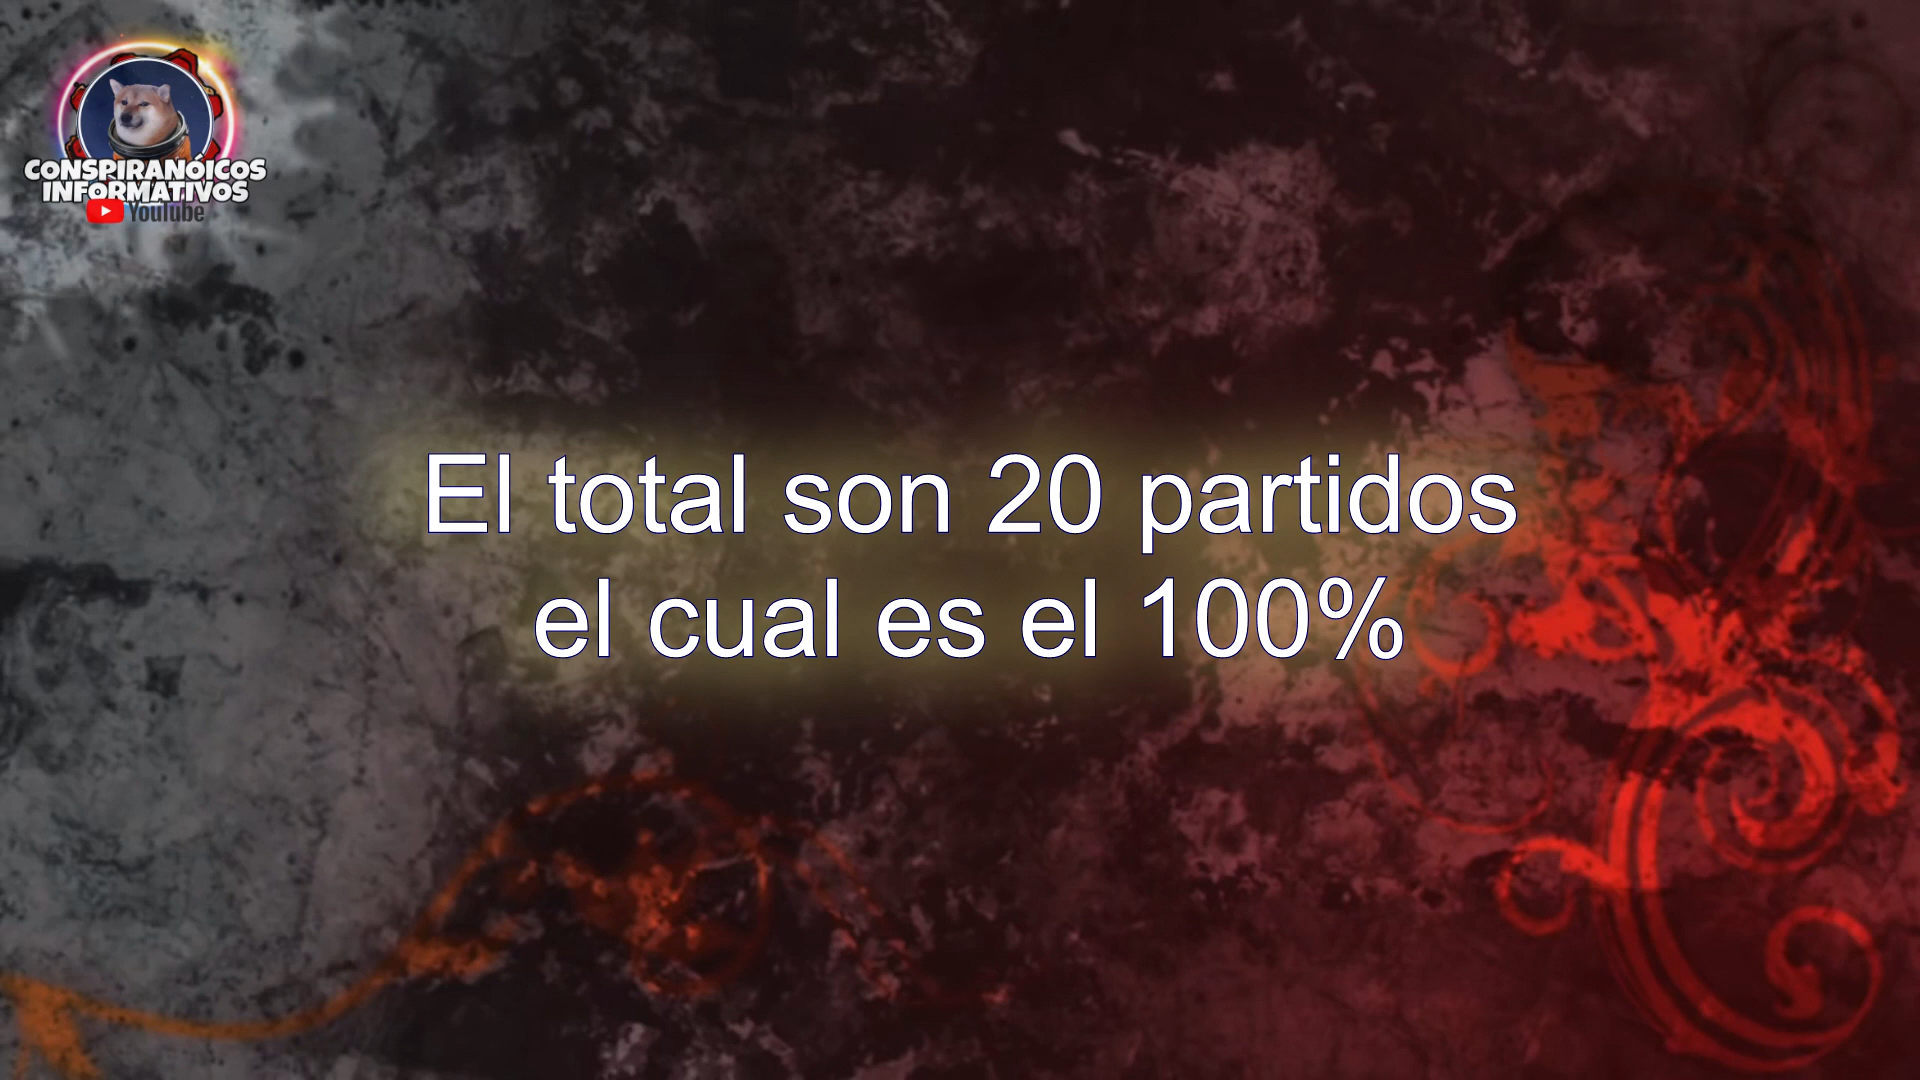 CONSPIRANÓICOS
INFORMATIVOS
YouTube
El total son 20 partidos
el cual es el 100%